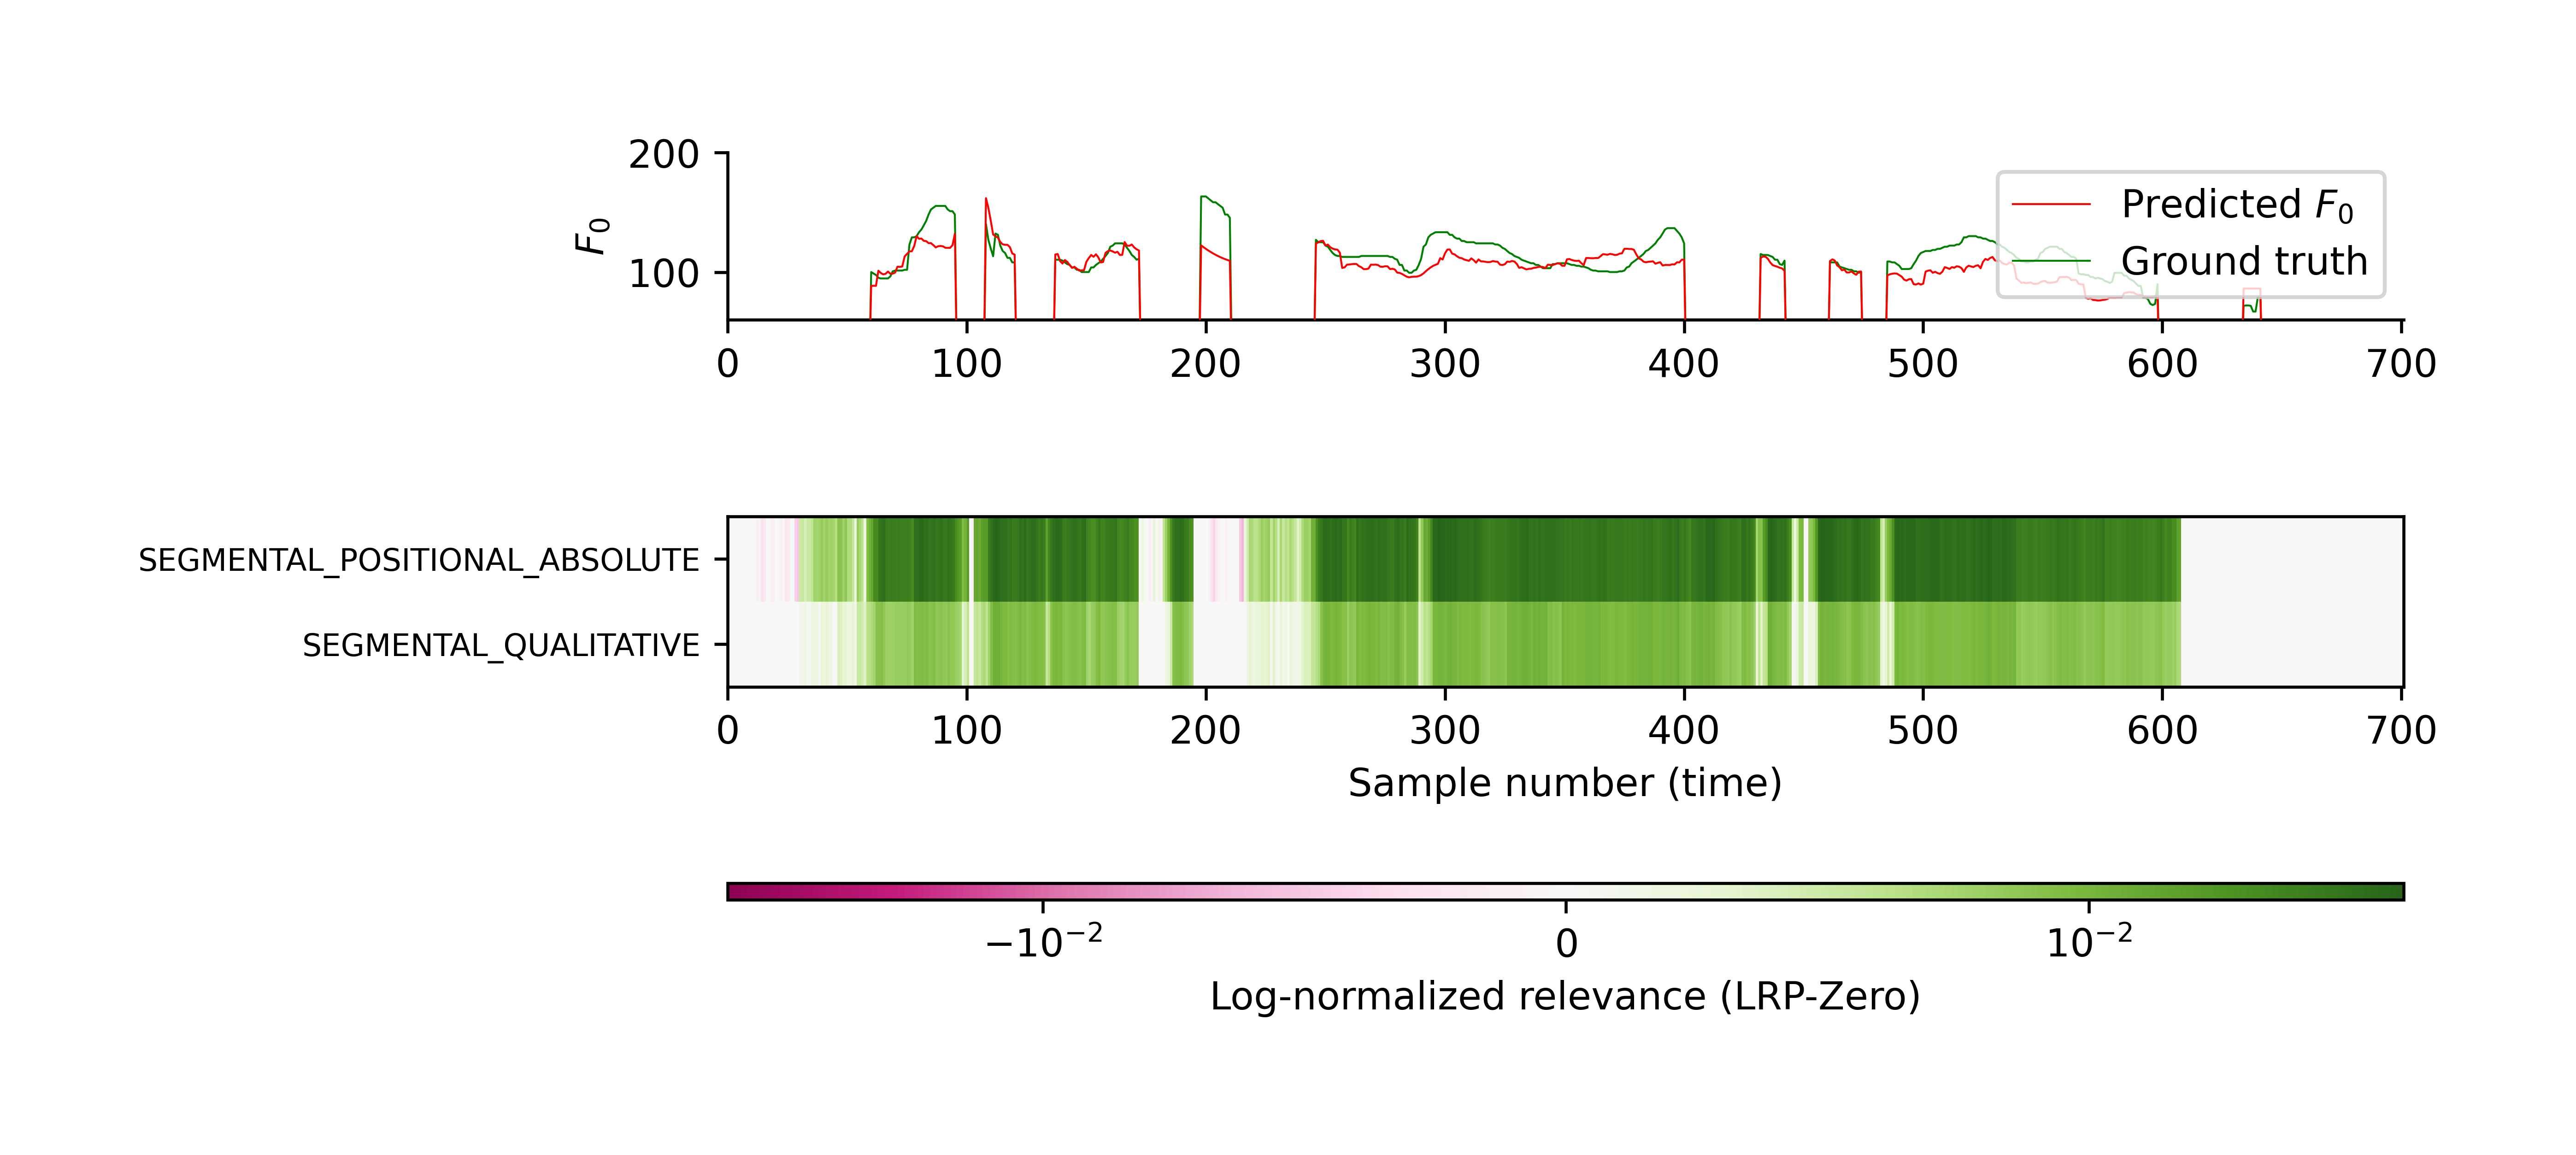 200
100
F₀
Predicted F₀
Ground truth
0 100 200 300 400 500 600 700
SEGMENTAL_POSITIONAL_ABSOLUTE
SEGMENTAL_QUALITATIVE
0 100 200 300 400 500 600 700
Sample number (time)
−10⁻² 0 10⁻²
Log-normalized relevance (LRP-Zero)